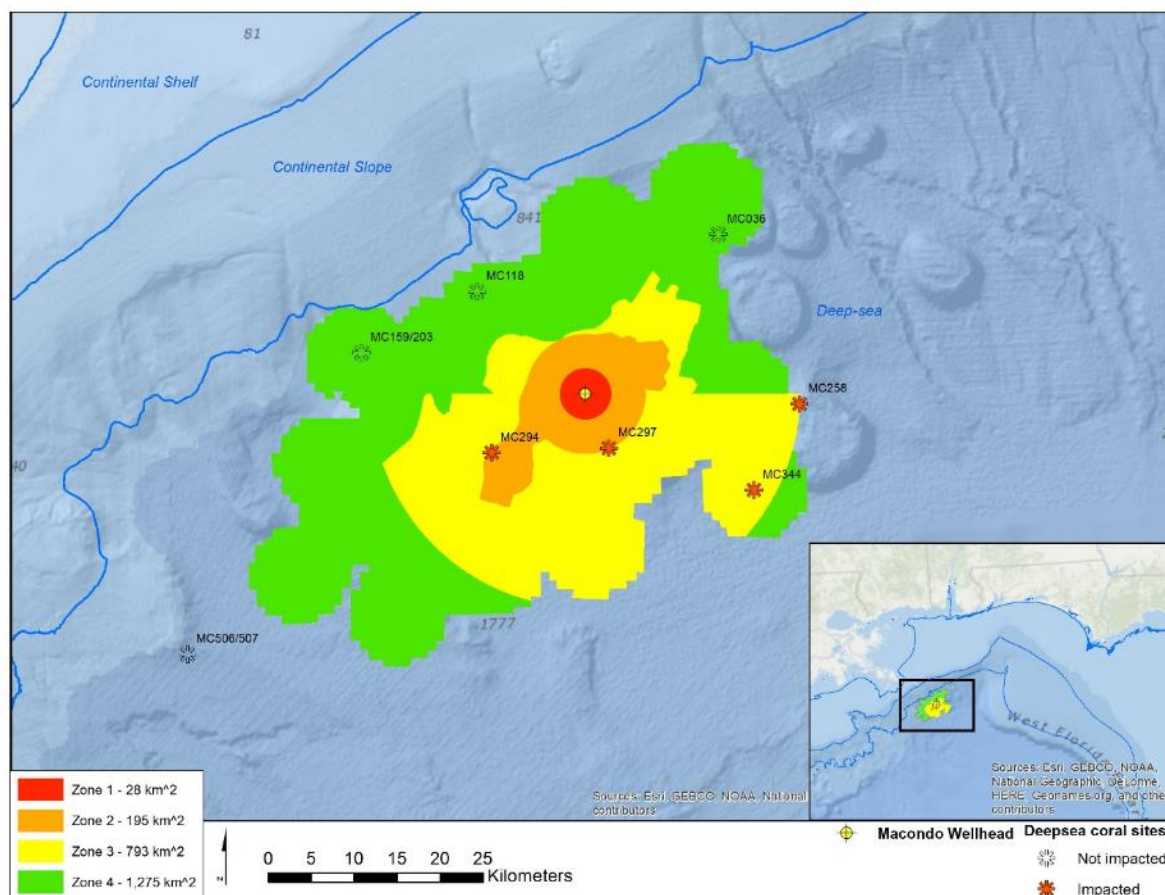 81
Continental Shelf
Continental Slope
841
MC036
MC118
Deep-sea
MC159/203
MC258
MC294
MC297
40
MC344
1777
MC506/507
West Florida
Sources: Esri, GEBCO, NOAA,
National Geographic, DeLorme,
HERE, Geonames.org, and other
contributors
Sources: Esri, GEBCO, NOAA, National
contributors
Zone 1 - 28 km^2
Zone 2 - 195 km^2
Zone 3 - 793 km^2
Zone 4 - 1,275 km^2
N
0 5 10 15 20 25
Kilometers
Macondo Wellhead
Deepsea coral sites
Not impacted
Impacted